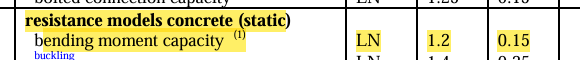 resistance models concrete (static)
bending moment capacity (1) LN 1.2 0.15
buckling